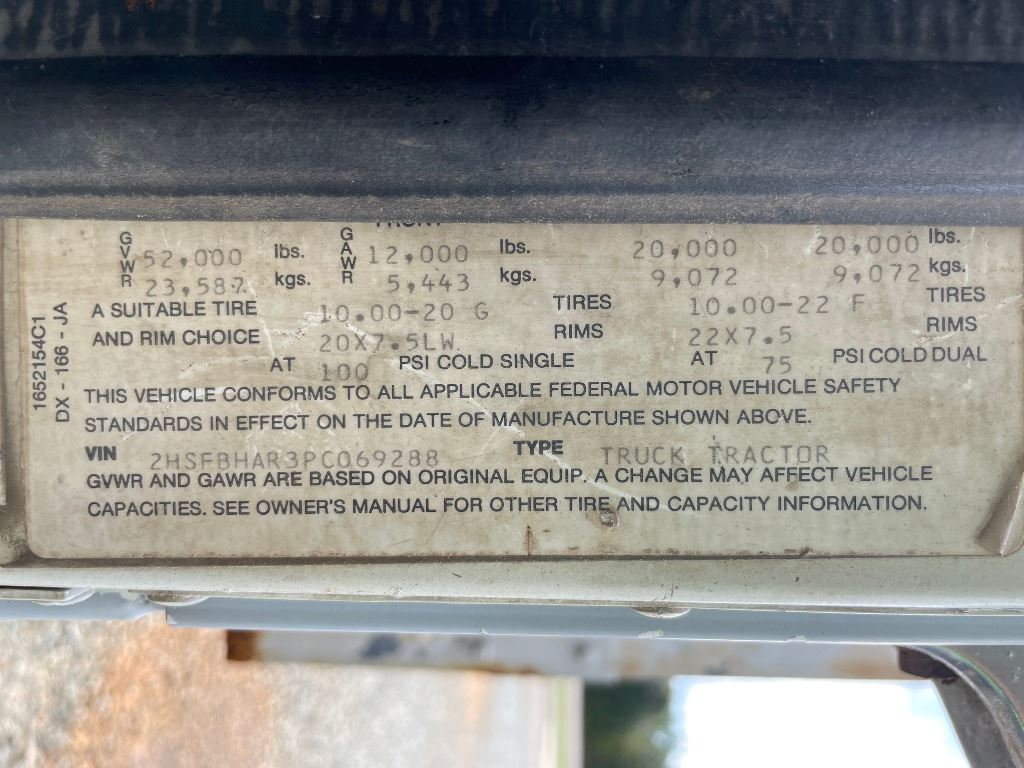 GVWR 52,000 lbs. GAWR 12,000 lbs. 20,000 20,000 lbs.
23,587 kgs. 5,443 kgs. 9,072 9,072 kgs.
A SUITABLE TIRE 10.00-20 G TIRES 10.00-22 F TIRES
AND RIM CHOICE 20X7.5LW RIMS 22X7.5 RIMS
AT 100 PSI COLD SINGLE AT 75 PSI COLD DUAL
THIS VEHICLE CONFORMS TO ALL APPLICABLE FEDERAL MOTOR VEHICLE SAFETY
STANDARDS IN EFFECT ON THE DATE OF MANUFACTURE SHOWN ABOVE.
VIN 2HSFBHAR3PC069288 TYPE TRUCK TRACTOR
GVWR AND GAWR ARE BASED ON ORIGINAL EQUIP. A CHANGE MAY AFFECT VEHICLE
CAPACITIES. SEE OWNER'S MANUAL FOR OTHER TIRE AND CAPACITY INFORMATION.
1652154C1
DX - 166 - JA